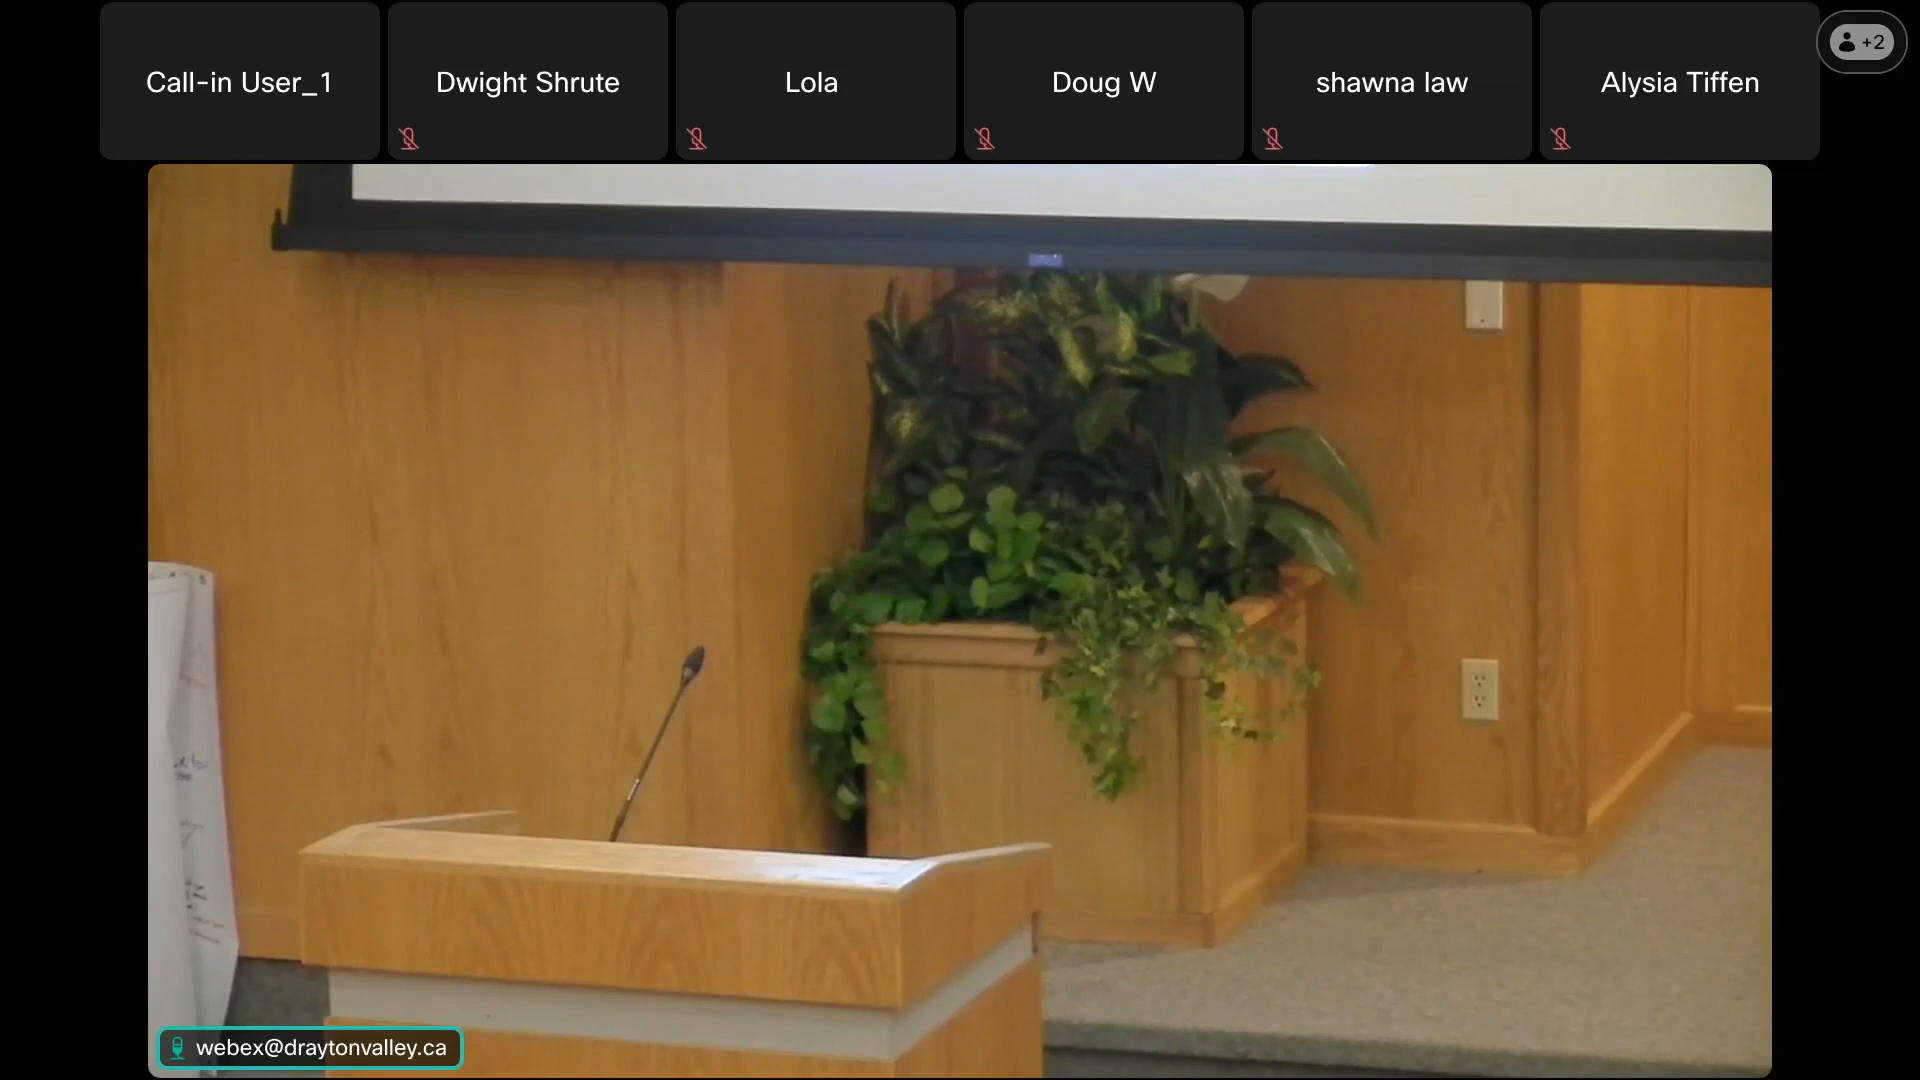 Call-in User_1
Dwight Shrute
Lola
Doug W
shawna law
Alysia Tiffen
+2
webex@draytonvalley.ca